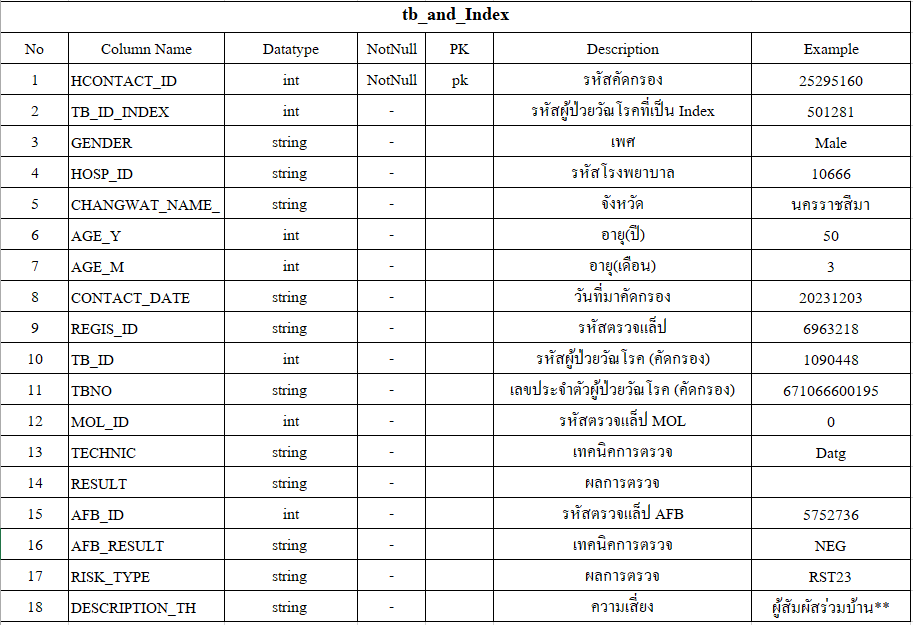 tb_and_Index
No Column Name Datatype NotNull PK Description Example
1 HCONTACT_ID int NotNull pk รหัสคัดกรอง 25295160
2 TB_ID_INDEX int - รหัสผู้ป่วยวัณโรคที่เป็น Index 501281
3 GENDER string - เพศ Male
4 HOSP_ID string - รหัสโรงพยาบาล 10666
5 CHANGWAT_NAME_ string - จังหวัด นครราชสีมา
6 AGE_Y int - อายุ(ปี) 50
7 AGE_M int - อายุ(เดือน) 3
8 CONTACT_DATE string - วันที่มาคัดกรอง 20231203
9 REGIS_ID string - รหัสตรวจแล็ป 6963218
10 TB_ID int - รหัสผู้ป่วยวัณโรค (คัดกรอง) 1090448
11 TBNO string - เลขประจำตัวผู้ป่วยวัณโรค (คัดกรอง) 671066600195
12 MOL_ID int - รหัสตรวจแล็ป MOL 0
13 TECHNIC string - เทคนิคการตรวจ Datg
14 RESULT string - ผลการตรวจ
15 AFB_ID int - รหัสตรวจแล็ป AFB 5752736
16 AFB_RESULT string - เทคนิคการตรวจ NEG
17 RISK_TYPE string - ผลการตรวจ RST23
18 DESCRIPTION_TH string - ความเสี่ยง ผู้สัมผัสร่วมบ้าน**